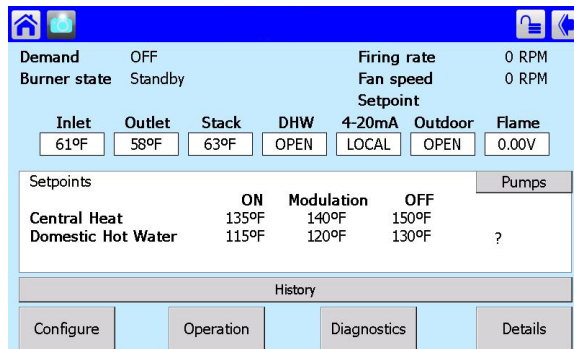 Demand OFF Firing rate 0 RPM
Burner state Standby Fan speed 0 RPM
Setpoint
Inlet Outlet Stack DHW 4-20mA Outdoor Flame
61ºF 58ºF 63ºF OPEN LOCAL OPEN 0.00V
Setpoints Pumps
ON Modulation OFF
Central Heat 135ºF 140ºF 150ºF
Domestic Hot Water 115ºF 120ºF 130ºF ?
History
Configure Operation Diagnostics Details